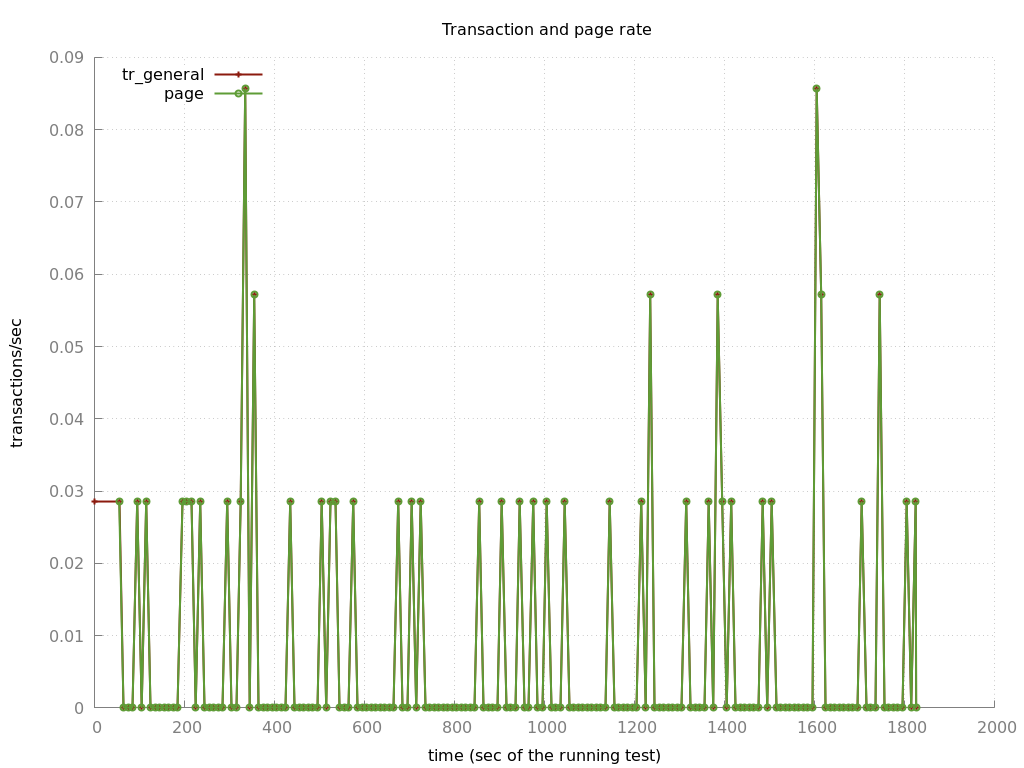 Transaction and page rate
tr_general
page
0.09
0.08
0.07
0.06
0.05
0.04
0.03
0.02
0.01
0
transactions/sec
0 200 400 600 800 1000 1200 1400 1600 1800 2000
time (sec of the running test)